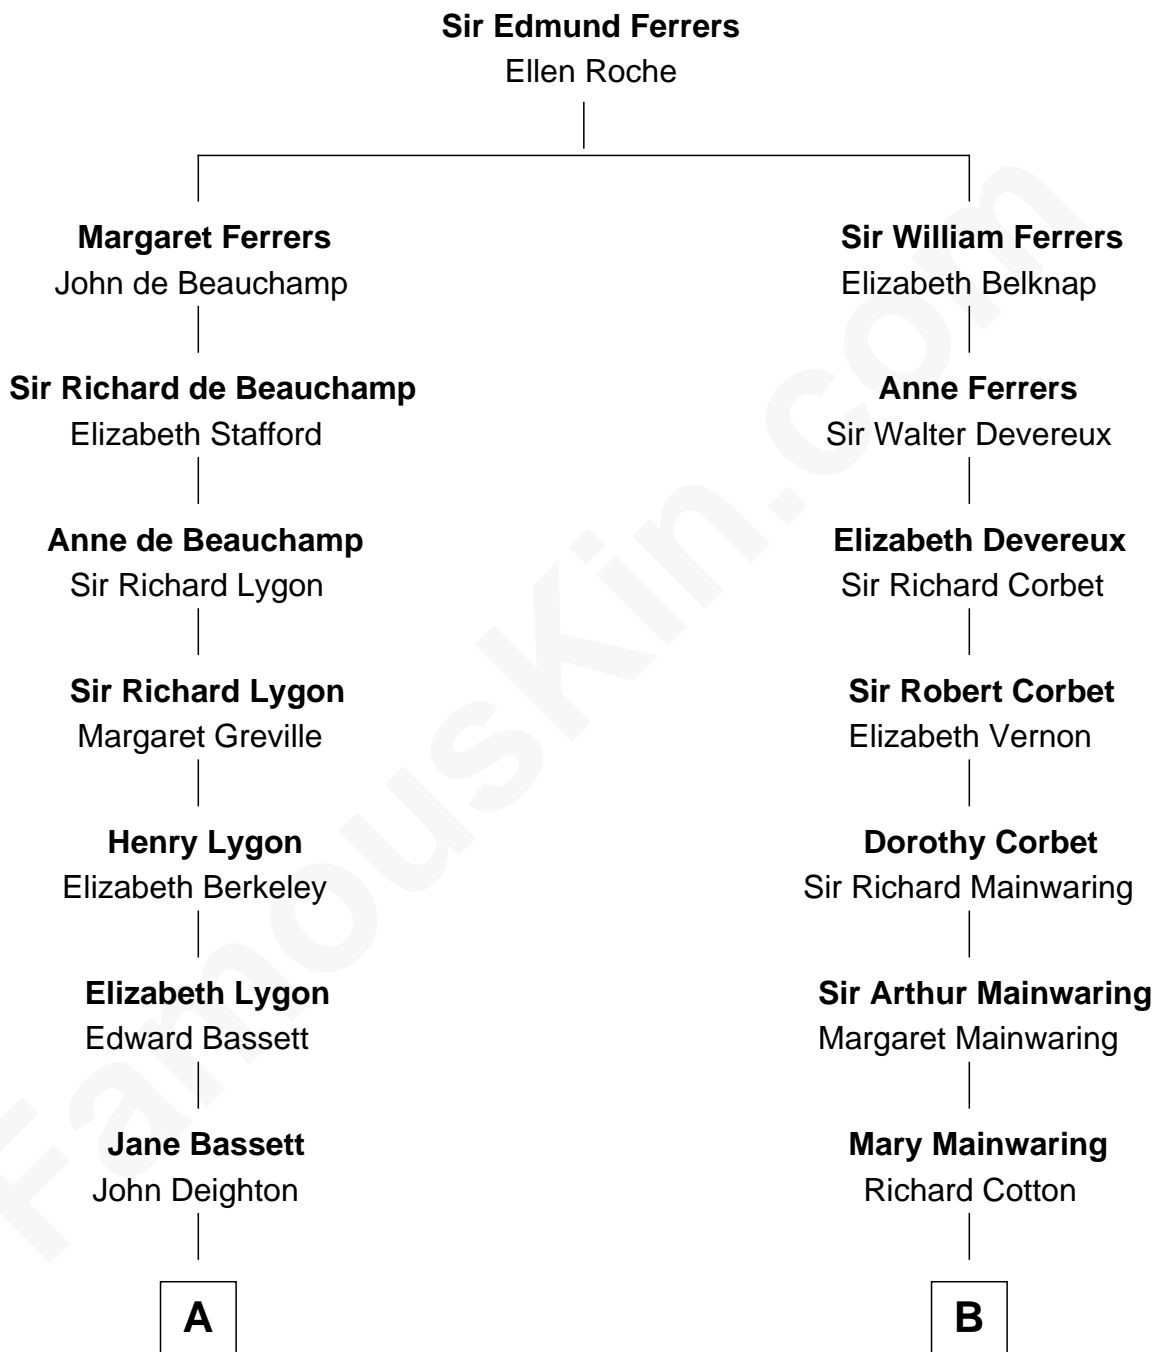 Sir Edmund Ferrers
Ellen Roche
Margaret Ferrers
John de Beauchamp
Sir William Ferrers
Elizabeth Belknap
Sir Richard de Beauchamp
Elizabeth Stafford
Anne Ferrers
Sir Walter Devereux
Anne de Beauchamp
Sir Richard Lygon
Elizabeth Devereux
Sir Richard Corbet
Sir Richard Lygon
Margaret Greville
Sir Robert Corbet
Elizabeth Vernon
Henry Lygon
Elizabeth Berkeley
Dorothy Corbet
Sir Richard Mainwaring
Elizabeth Lygon
Edward Bassett
Sir Arthur Mainwaring
Margaret Mainwaring
Jane Bassett
John Deighton
Mary Mainwaring
Richard Cotton
A
B
FamousKin.com